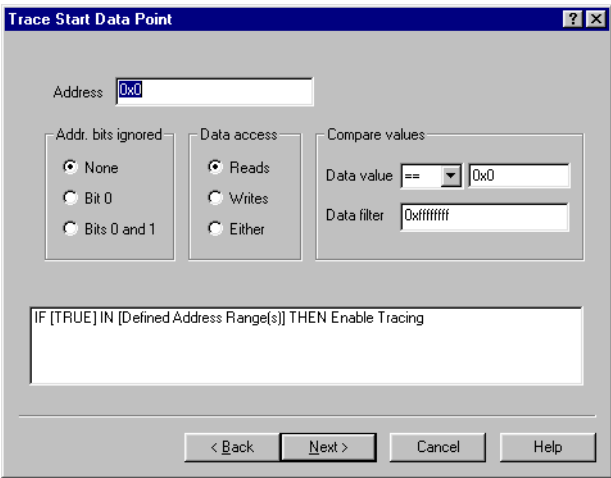 Trace Start Data Point
Address 0x0
Addr. bits ignored
None
Bit 0
Bits 0 and 1
Data access
Reads
Writes
Either
Compare values
Data value == 0x0
Data filter 0xffffffff
IF [TRUE] IN [Defined Address Range(s)] THEN Enable Tracing
< Back Next > Cancel Help